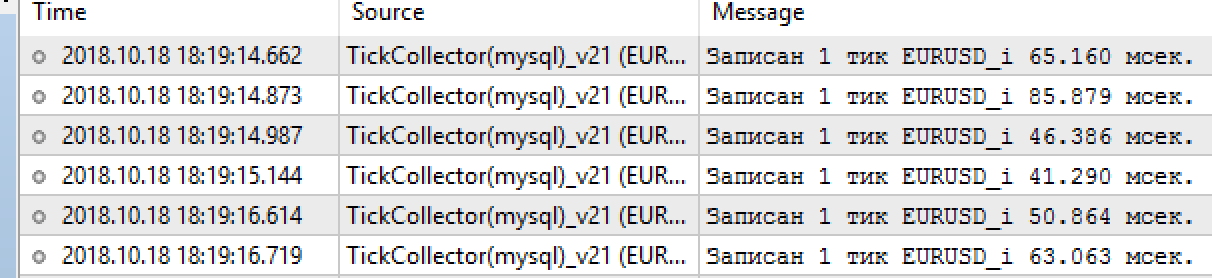 Time Source Message
2018.10.18 18:19:14.662 TickCollector(mysql)_v21 (EUR... Записан 1 тик EURUSD_i 65.160 мсек.
2018.10.18 18:19:14.873 TickCollector(mysql)_v21 (EUR... Записан 1 тик EURUSD_i 85.879 мсек.
2018.10.18 18:19:14.987 TickCollector(mysql)_v21 (EUR... Записан 1 тик EURUSD_i 46.386 мсек.
2018.10.18 18:19:15.144 TickCollector(mysql)_v21 (EUR... Записан 1 тик EURUSD_i 41.290 мсек.
2018.10.18 18:19:16.614 TickCollector(mysql)_v21 (EUR... Записан 1 тик EURUSD_i 50.864 мсек.
2018.10.18 18:19:16.719 TickCollector(mysql)_v21 (EUR... Записан 1 тик EURUSD_i 63.063 мсек.